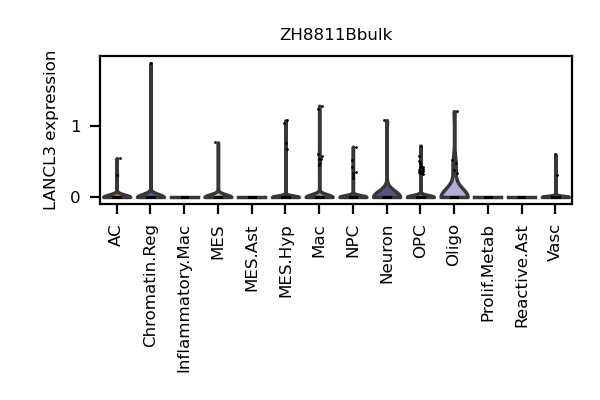 ZH8811Bbulk
LANCL3 expression
1
0
AC
Chromatin.Reg
Inflammatory.Mac
MES
MES.Ast
MES.Hyp
Mac
NPC
Neuron
OPC
Oligo
Prolif.Metab
Reactive.Ast
Vasc